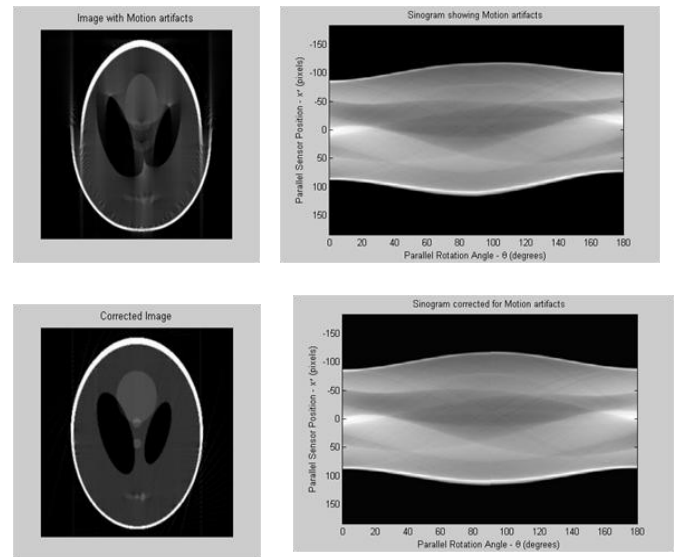 Image with Motion artifacts
Sinogram showing Motion artifacts
Parallel Sensor Position - x' (pixels)
-150
-100
-50
0
50
100
150
0 20 40 60 80 100 120 140 160 180
Parallel Rotation Angle - θ (degrees)
Corrected Image
Sinogram corrected for Motion artifacts
Parallel Sensor Position - x' (pixels)
-150
-100
-50
0
50
100
150
0 20 40 60 80 100 120 140 160 180
Parallel Rotation Angle - θ (degrees)